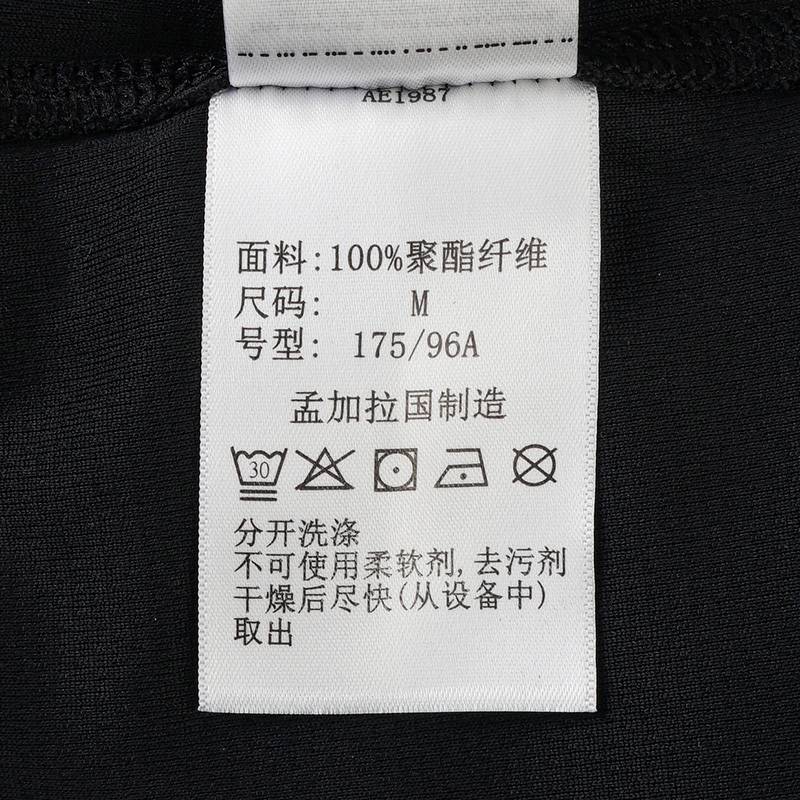 AE1987
面料:100%聚酯纤维
尺码: M
号型: 175/96A
孟加拉国制造
30
分开洗涤
不可使用柔软剂,去污剂
干燥后尽快(从设备中)
取出